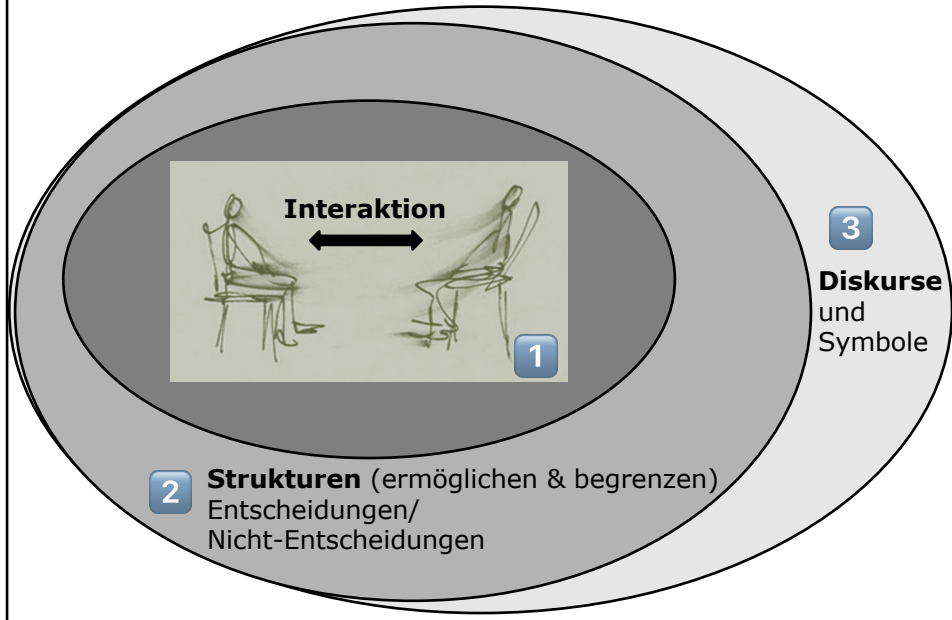 Interaktion
1
3
Diskurse
und
Symbole
2 Strukturen (ermöglichen & begrenzen)
Entscheidungen/
Nicht-Entscheidungen